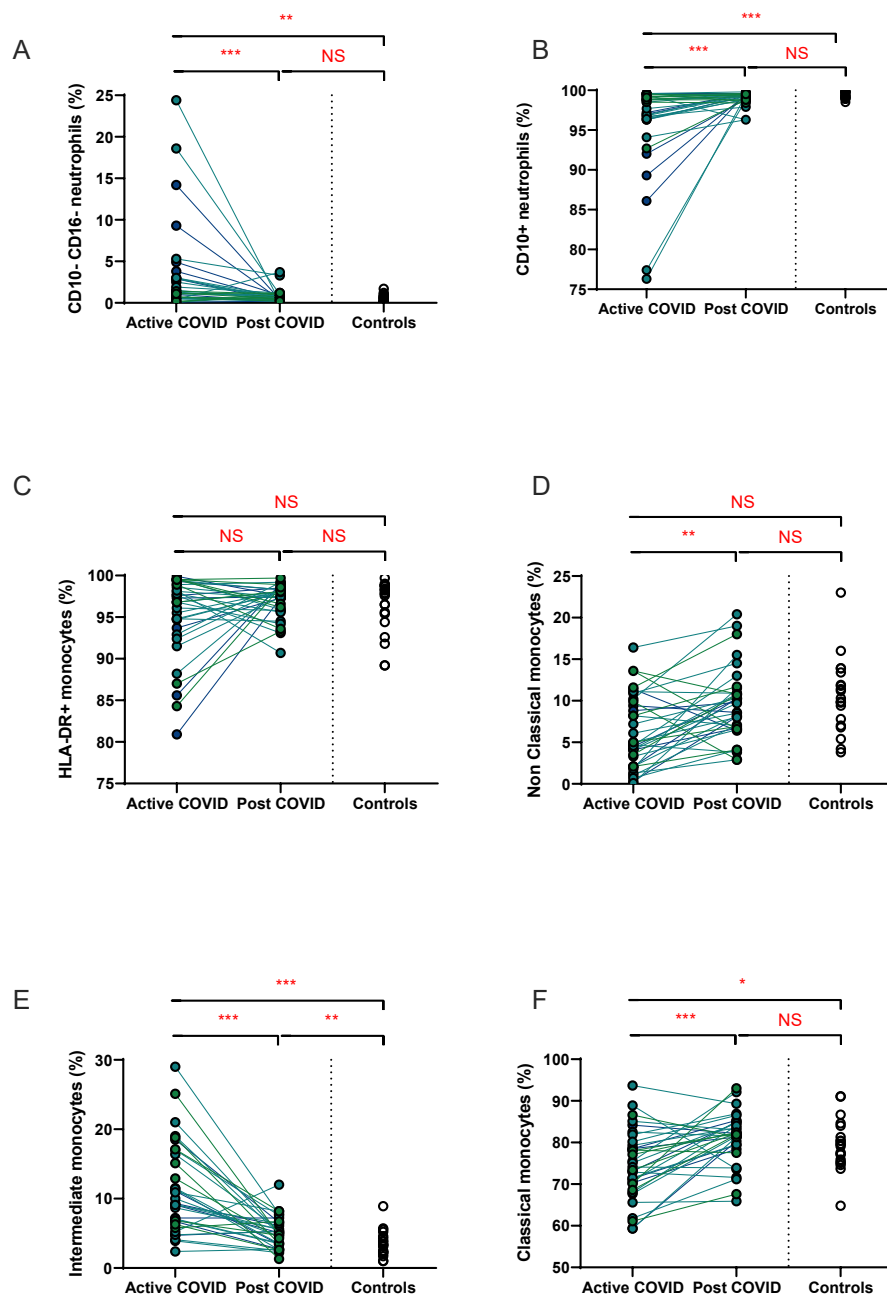 A
**
***
NS
CD10- CD16- neutrophils (%)
25
20
15
10
5
0
Active COVID Post COVID Controls
B
***
***
NS
CD10+ neutrophils (%)
100
95
90
85
80
75
Active COVID Post COVID Controls
C
NS
NS
NS
HLA-DR+ monocytes (%)
100
95
90
85
80
75
Active COVID Post COVID Controls
D
NS
**
NS
Non Classical monocytes (%)
25
20
15
10
5
0
Active COVID Post COVID Controls
E
***
***
**
Intermediate monocytes (%)
30
20
10
0
Active COVID Post COVID Controls
F
*
***
NS
Classical monocytes (%)
100
90
80
70
60
50
Active COVID Post COVID Controls